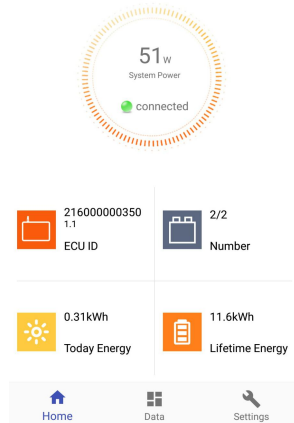 51w
System Power
connected
216000000350
1.1
ECU ID
2/2
Number
0.31kWh
Today Energy
11.6kWh
Lifetime Energy
Home
Data
Settings